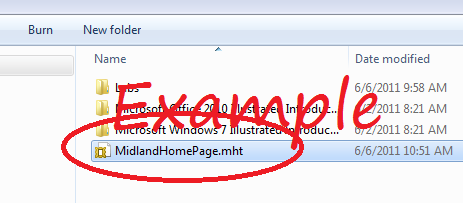 Burn New folder
Name Date modified
Labs 6/6/2011 9:58 AM
Microsoft Office 2010 Illustrated Introduc... 6/2/2011 8:21 AM
Microsoft Windows 7 Illustrated Introduc... 6/2/2011 8:21 AM
MidlandHomePage.mht 6/6/2011 10:51 AM
Example